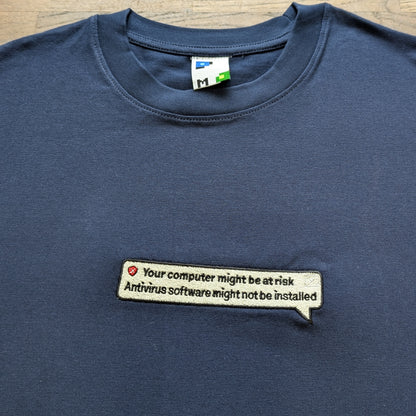 M
Your computer might be at risk
Antivirus software might not be installed